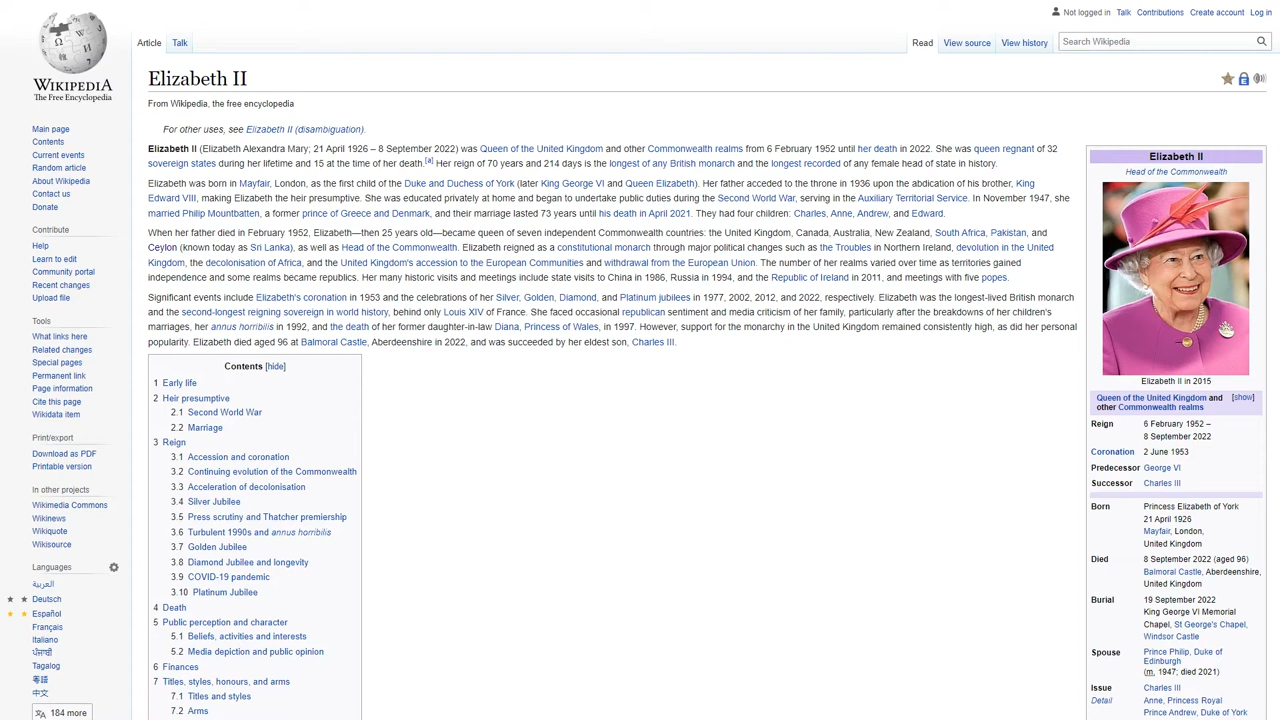 Not logged in Talk Contributions Create account Log in
WIKIPEDIA
The Free Encyclopedia
Article Talk
Read View source View history
Search Wikipedia
Main page
Contents
Current events
Random article
About Wikipedia
Contact us
Donate
Contribute
Help
Learn to edit
Community portal
Recent changes
Upload file
Tools
What links here
Related changes
Special pages
Permanent link
Page information
Cite this page
Wikidata item
Print/export
Download as PDF
Printable version
In other projects
Wikimedia Commons
Wikinews
Wikiquote
Wikisource
Languages
العربية
Deutsch
Español
Français
Italiano
ਪੰਜਾਬੀ
Tagalog
粵語
中文
184 more
Elizabeth II
From Wikipedia, the free encyclopedia
For other uses, see Elizabeth II (disambiguation).
Elizabeth II (Elizabeth Alexandra Mary; 21 April 1926 – 8 September 2022) was Queen of the United Kingdom and other Commonwealth realms from 6 February 1952 until her death in 2022. She was queen regnant of 32
sovereign states during her lifetime and 15 at the time of her death.[a] Her reign of 70 years and 214 days is the longest of any British monarch and the longest recorded of any female head of state in history.
Elizabeth was born in Mayfair, London, as the first child of the Duke and Duchess of York (later King George VI and Queen Elizabeth). Her father acceded to the throne in 1936 upon the abdication of his brother, King
Edward VIII, making Elizabeth the heir presumptive. She was educated privately at home and began to undertake public duties during the Second World War, serving in the Auxiliary Territorial Service. In November 1947, she
married Philip Mountbatten, a former prince of Greece and Denmark, and their marriage lasted 73 years until his death in April 2021. They had four children: Charles, Anne, Andrew, and Edward.
When her father died in February 1952, Elizabeth—then 25 years old—became queen of seven independent Commonwealth countries: the United Kingdom, Canada, Australia, New Zealand, South Africa, Pakistan, and
Ceylon (known today as Sri Lanka), as well as Head of the Commonwealth. Elizabeth reigned as a constitutional monarch through major political changes such as the Troubles in Northern Ireland, devolution in the United
Kingdom, the decolonisation of Africa, and the United Kingdom's accession to the European Communities and withdrawal from the European Union. The number of her realms varied over time as territories gained
independence and some realms became republics. Her many historic visits and meetings include state visits to China in 1986, Russia in 1994, and the Republic of Ireland in 2011, and meetings with five popes.
Significant events include Elizabeth's coronation in 1953 and the celebrations of her Silver, Golden, Diamond, and Platinum jubilees in 1977, 2002, 2012, and 2022, respectively. Elizabeth was the longest-lived British monarch
and the second-longest reigning sovereign in world history, behind only Louis XIV of France. She faced occasional republican sentiment and media criticism of her family, particularly after the breakdowns of her children's
marriages, her annus horribilis in 1992, and the death of her former daughter-in-law Diana, Princess of Wales, in 1997. However, support for the monarchy in the United Kingdom remained consistently high, as did her personal
popularity. Elizabeth died aged 96 at Balmoral Castle, Aberdeenshire in 2022, and was succeeded by her eldest son, Charles III.
Contents [hide]
1 Early life
2 Heir presumptive
2.1 Second World War
2.2 Marriage
3 Reign
3.1 Accession and coronation
3.2 Continuing evolution of the Commonwealth
3.3 Acceleration of decolonisation
3.4 Silver Jubilee
3.5 Press scrutiny and Thatcher premiership
3.6 Turbulent 1990s and annus horribilis
3.7 Golden Jubilee
3.8 Diamond Jubilee and longevity
3.9 COVID-19 pandemic
3.10 Platinum Jubilee
4 Death
5 Public perception and character
5.1 Beliefs, activities and interests
5.2 Media depiction and public opinion
6 Finances
7 Titles, styles, honours, and arms
7.1 Titles and styles
7.2 Arms
Elizabeth II
Head of the Commonwealth
Elizabeth II in 2015
Queen of the United Kingdom and [show]
other Commonwealth realms
Reign 6 February 1952 –
8 September 2022
Coronation 2 June 1953
Predecessor George VI
Successor Charles III
Born Princess Elizabeth of York
21 April 1926
Mayfair, London,
United Kingdom
Died 8 September 2022 (aged 96)
Balmoral Castle, Aberdeenshire,
United Kingdom
Burial 19 September 2022
King George VI Memorial
Chapel, St George's Chapel,
Windsor Castle
Spouse Prince Philip, Duke of
Edinburgh
(m. 1947; died 2021)
Issue Charles III
Detail Anne, Princess Royal
Prince Andrew, Duke of York